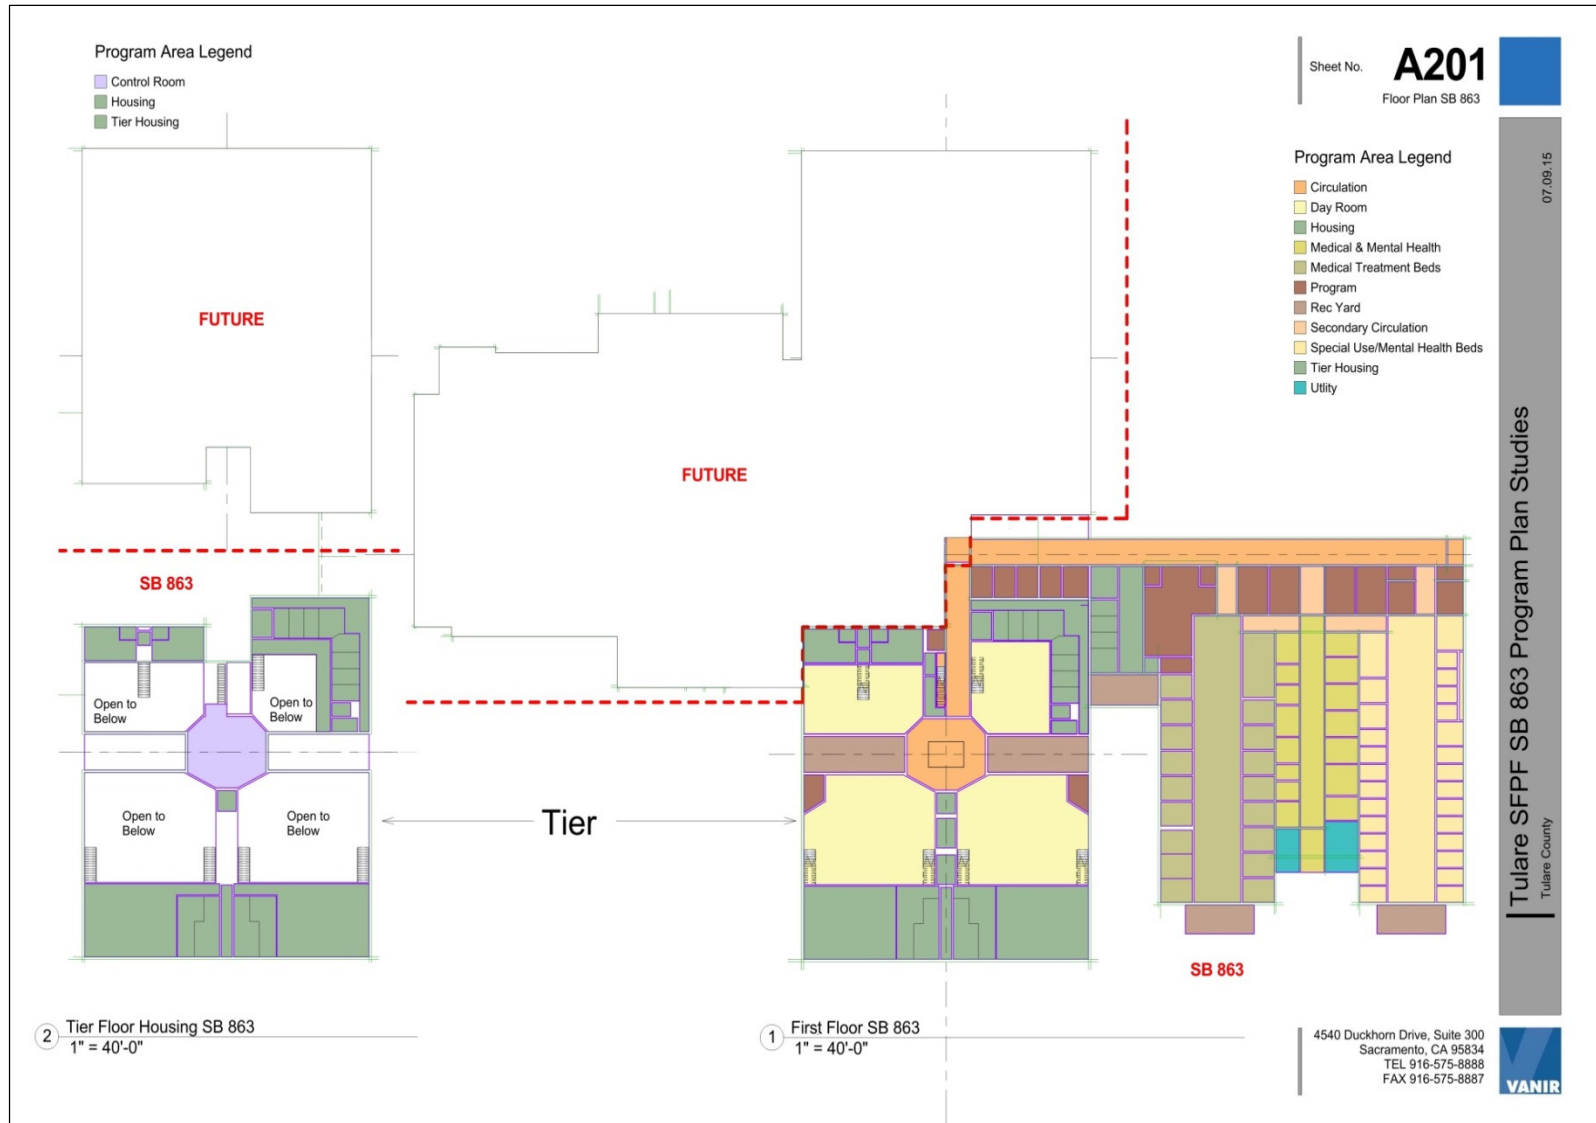 Program Area Legend
Control Room
Housing
Tier Housing
Sheet No.
A201
Floor Plan SB 863
Program Area Legend
Circulation
Day Room
Housing
Medical & Mental Health
Medical Treatment Beds
Program
Rec Yard
Secondary Circulation
Special Use/Mental Health Beds
Tier Housing
Utlity
07.09.15
Tulare SFPF SB 863 Program Plan Studies
Tulare County
FUTURE
FUTURE
SB 863
Open to
Below
Open to
Below
Open to
Below
Open to
Below
Tier
SB 863
2
Tier Floor Housing SB 863
1" = 40'-0"
1
First Floor SB 863
1" = 40'-0"
4540 Duckhorn Drive, Suite 300
Sacramento, CA 95834
TEL 916-575-8888
FAX 916-575-8887
VANIR